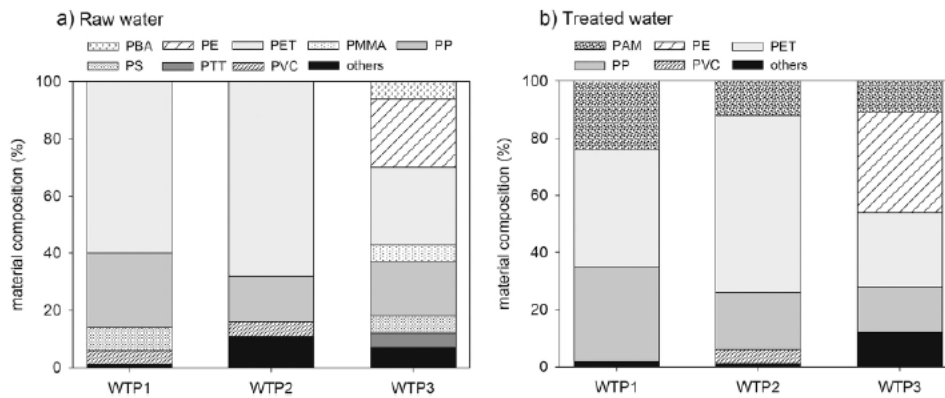 a) Raw water
PBA PE PET PMMA PP
PS PTT PVC others
material composition (%)
100
80
60
40
20
0
WTP1 WTP2 WTP3
b) Treated water
PAM PE PET
PP PVC others
material composition (%)
100
80
60
40
20
0
WTP1 WTP2 WTP3